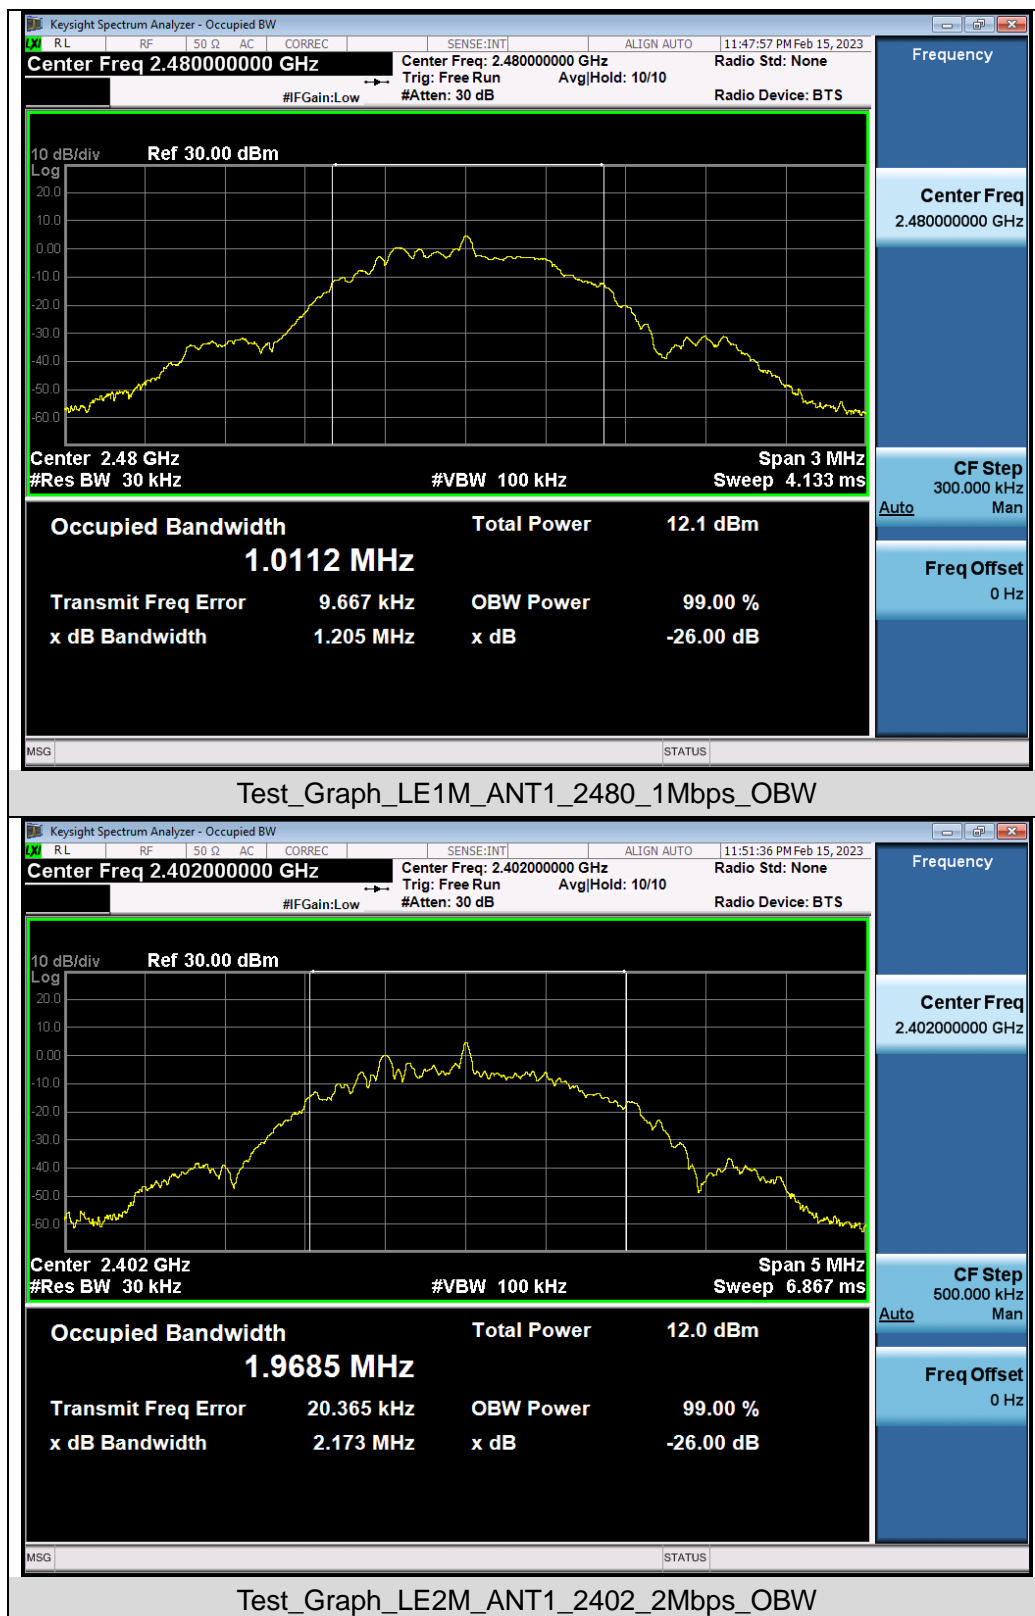 Keysight Spectrum Analyzer - Occupied BW
LXI RL RF 50 Ω AC CORREC SENSE:INT ALIGN AUTO 11:47:57 PM Feb 15, 2023
Center Freq 2.480000000 GHz Center Freq: 2.480000000 GHz Radio Std: None
Trig: Free Run Avg|Hold: 10/10
#IFGain:Low #Atten: 30 dB Radio Device: BTS
Frequency
10 dB/div Ref 30.00 dBm
Log
20.0
10.0
0.00
-10.0
-20.0
-30.0
-40.0
-50.0
-60.0
Center Freq
2.480000000 GHz
Center 2.48 GHz Span 3 MHz
#Res BW 30 kHz #VBW 100 kHz Sweep 4.133 ms
CF Step
300.000 kHz
Auto Man
Occupied Bandwidth Total Power 12.1 dBm
1.0112 MHz
Transmit Freq Error 9.667 kHz OBW Power 99.00 %
x dB Bandwidth 1.205 MHz x dB -26.00 dB
Freq Offset
0 Hz
MSG STATUS
Test_Graph_LE1M_ANT1_2480_1Mbps_OBW
Keysight Spectrum Analyzer - Occupied BW
LXI RL RF 50 Ω AC CORREC SENSE:INT ALIGN AUTO 11:51:36 PM Feb 15, 2023
Center Freq 2.402000000 GHz Center Freq: 2.402000000 GHz Radio Std: None
Trig: Free Run Avg|Hold: 10/10
#IFGain:Low #Atten: 30 dB Radio Device: BTS
Frequency
10 dB/div Ref 30.00 dBm
Log
20.0
10.0
0.00
-10.0
-20.0
-30.0
-40.0
-50.0
-60.0
Center Freq
2.402000000 GHz
Center 2.402 GHz Span 5 MHz
#Res BW 30 kHz #VBW 100 kHz Sweep 6.867 ms
CF Step
500.000 kHz
Auto Man
Occupied Bandwidth Total Power 12.0 dBm
1.9685 MHz
Transmit Freq Error 20.365 kHz OBW Power 99.00 %
x dB Bandwidth 2.173 MHz x dB -26.00 dB
Freq Offset
0 Hz
MSG STATUS
Test_Graph_LE2M_ANT1_2402_2Mbps_OBW